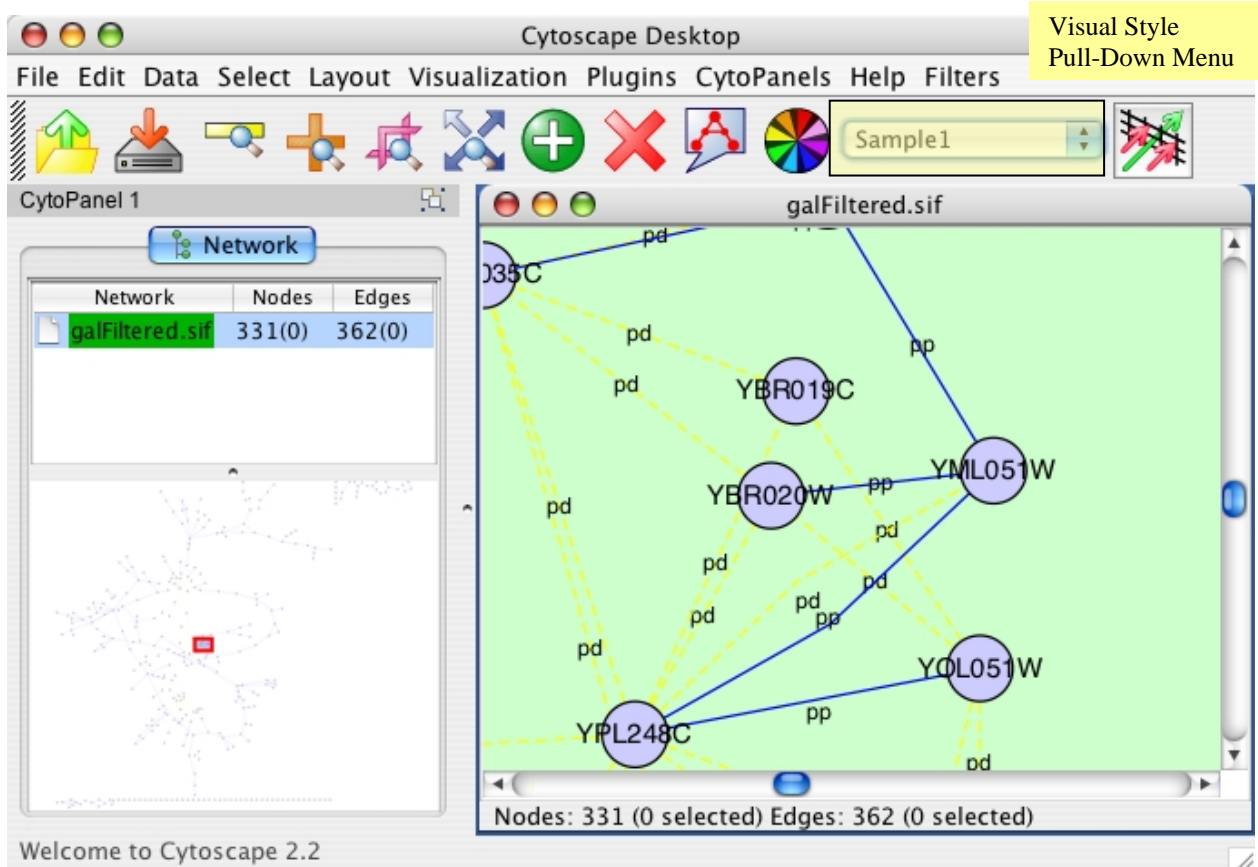 Visual Style
Pull-Down Menu
Cytoscape Desktop
File Edit Data Select Layout Visualization Plugins CytoPanels Help Filters
Sample1
CytoPanel 1
Network
Network Nodes Edges
galFiltered.sif 331(0) 362(0)
galFiltered.sif
pd
035C
pd
pp
pd
YBR019C
YML051W
YBR020W
pp
pd
pd
pd
pd
pd
pd
pp
pd
YOL051W
pp
YPL248C
pd
Nodes: 331 (0 selected) Edges: 362 (0 selected)
Welcome to Cytoscape 2.2